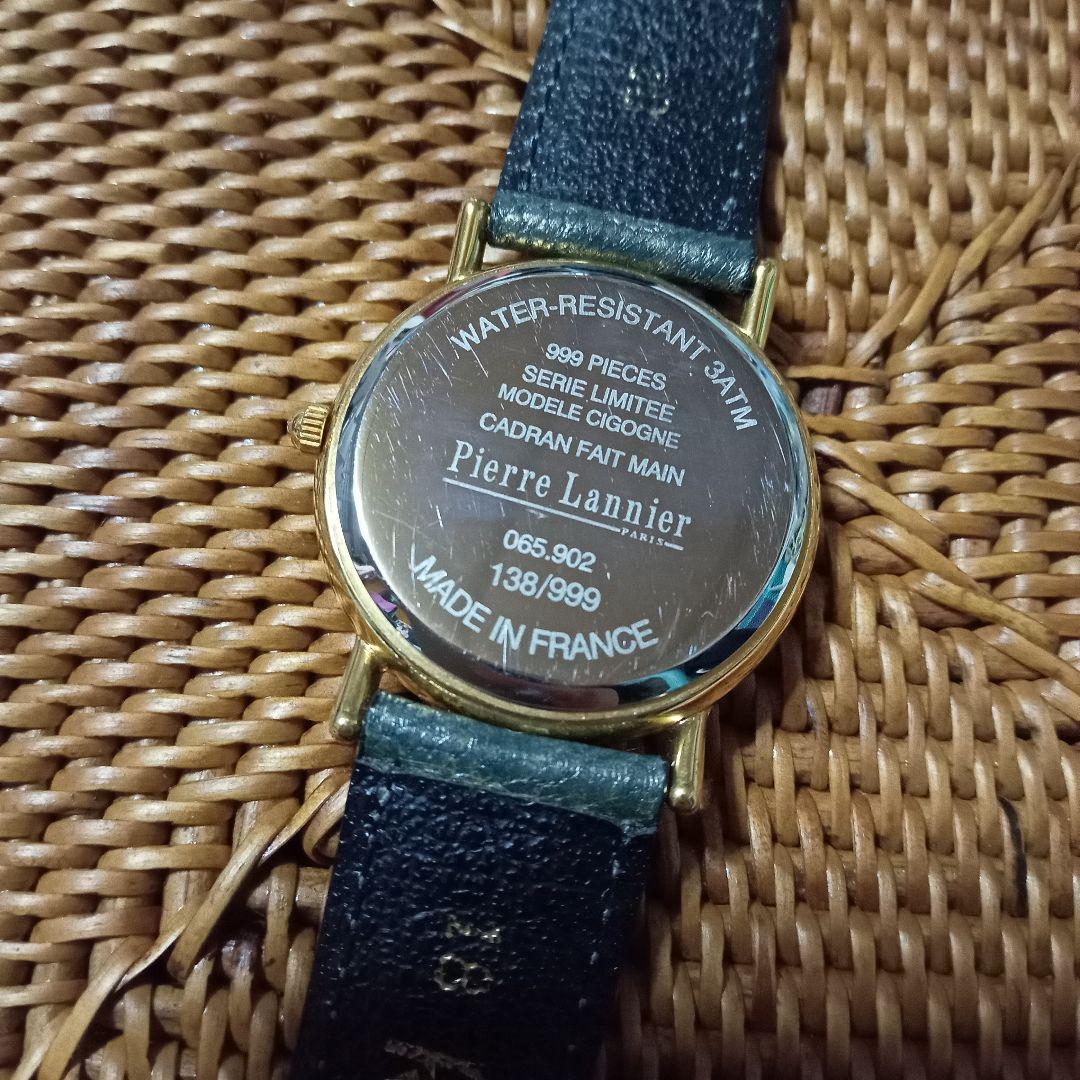 WATER-RESISTANT 3ATM
999 PIECES
SERIE LIMITEE
MODELE CIGOGNE
CADRAN FAIT MAIN
Pierre Lannier
PARIS
065.902
138/999
MADE IN FRANCE